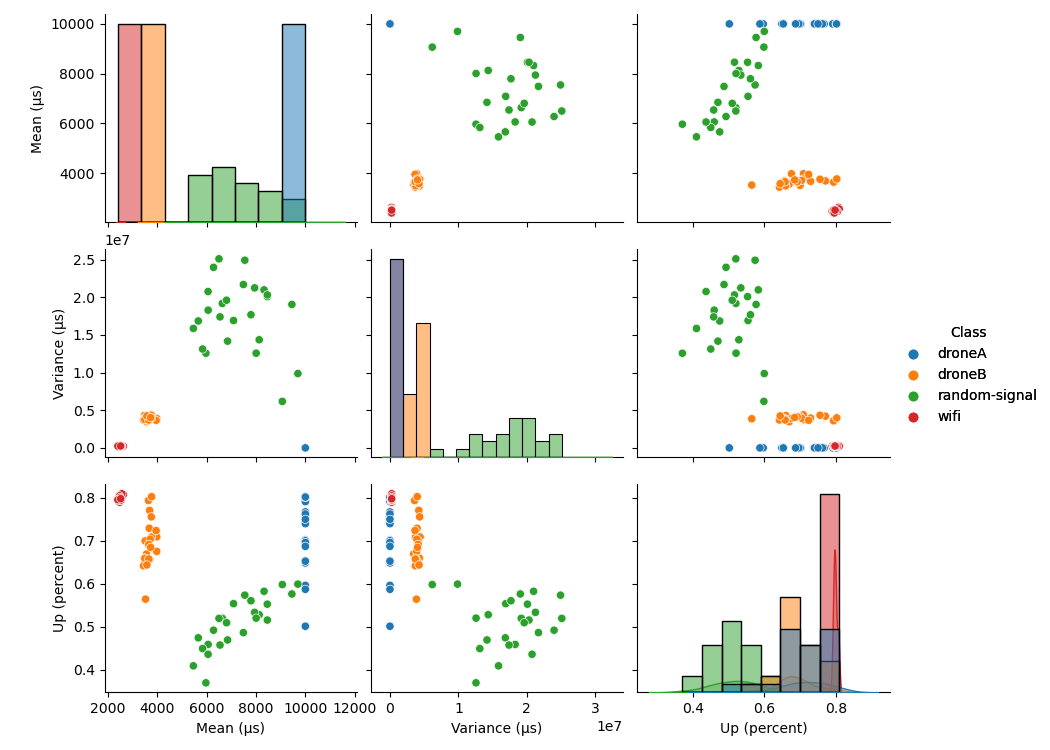 10000
8000
6000
4000
Mean (µs)
1e7
2.5
2.0
1.5
1.0
0.5
0.0
Variance (µs)
Class
droneA
droneB
random-signal
wifi
0.8
0.7
0.6
0.5
0.4
Up (percent)
2000 4000 6000 8000 10000 12000
Mean (µs)
0 1 2 3
1e7
Variance (µs)
0.4 0.6 0.8
Up (percent)